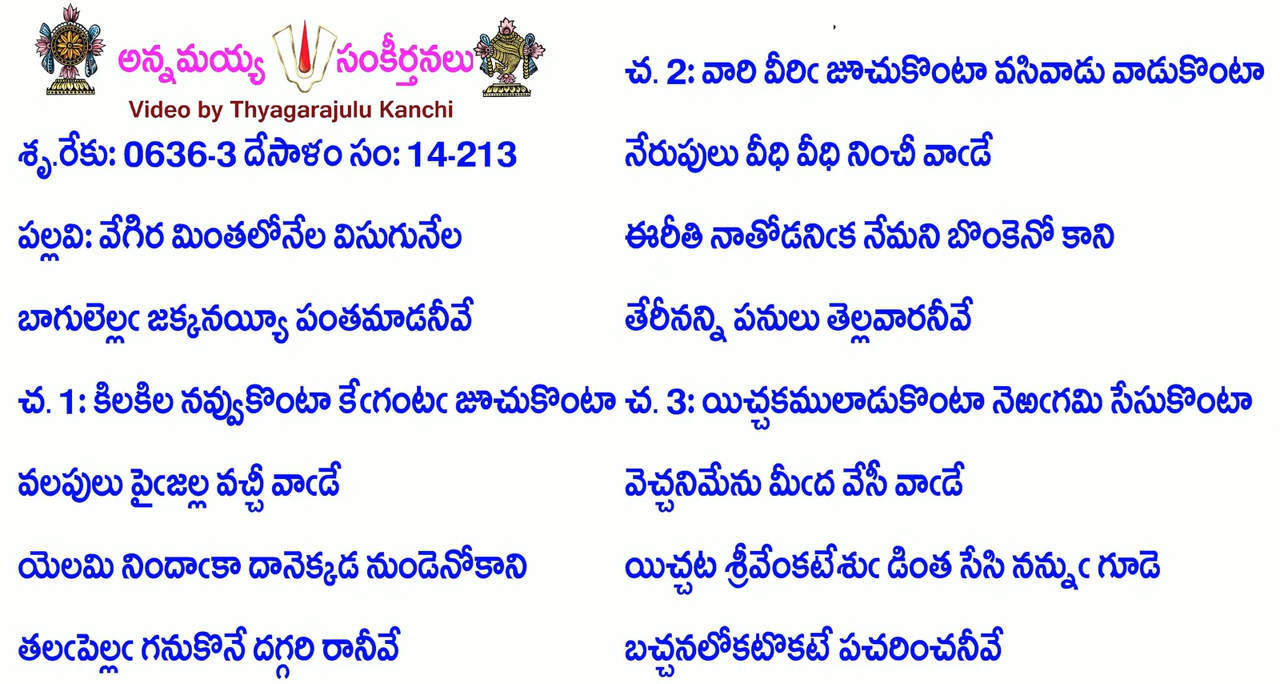 అన్నమయ్య సంకీర్తనలు
Video by Thyagarajulu Kanchi
శృ.రేకు: 0636-3 దేసాళం సం: 14-213
పల్లవి: వేగిర మింతలోనేల విసుగునేల
బాగులెల్లఁ జక్కనయ్యీ పంతమాడనీవే
చ. 1: కిలకిల నవ్వుకొంటా కేఁగంటఁ జూచుకొంటా
వలపులు పైఁజల్ల వచ్చీ వాఁడే
యెలమి నిందాఁకా దానెక్కడ నుండెనోకాని
తలఁపెల్లఁ గనుకొనే దగ్గరి రానీవే
చ. 2: వారి వీరిఁ జూచుకొంటా వసివాడు వాడుకొంటా
నేరుపులు వీధి వీధి నించీ వాఁడే
ఈరీతి నాతోడనిఁక నేమని బొంకెనో కాని
తేరీనన్ని పనులు తెల్లవారనీవే
చ. 3: యిచ్చకములాడుకొంటా నెఱఁగమి సేసుకొంటా
వెచ్చనిమేను మీఁద వేసీ వాఁడే
యిచ్చట శ్రీవేంకటేశుఁ డింత సేసి నన్నుఁ గూడె
బచ్చనలోకటొకటే పచరించనీవే